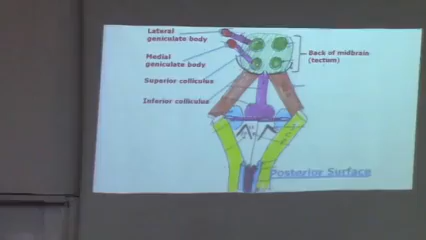 Lateral
geniculate body
Medial
geniculate body
Back of midbrain
(tectum)
Superior colliculus
Inferior colliculus
Posterior Surface